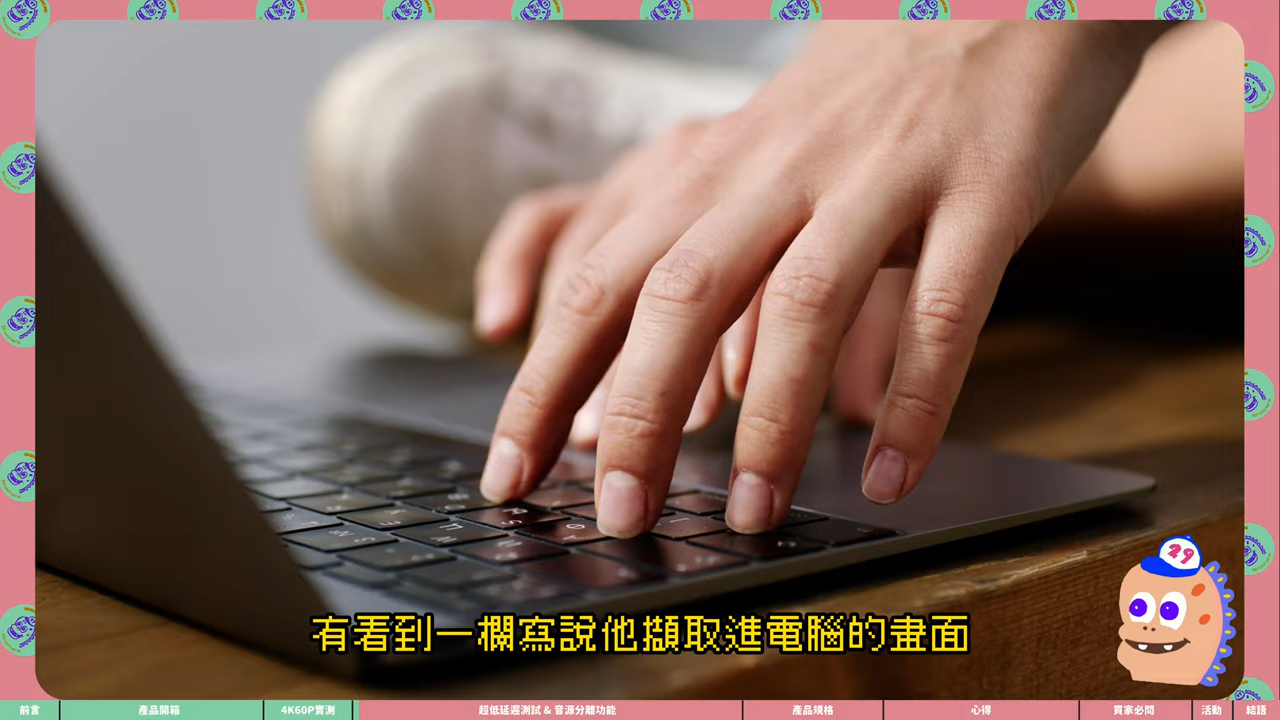 29
有看到一欄寫說他擷取進電腦的畫面
前言
產品開箱
4K60P實測
超低延遲測試 & 音源分離功能
產品規格
心得
買家必問
活動
結語